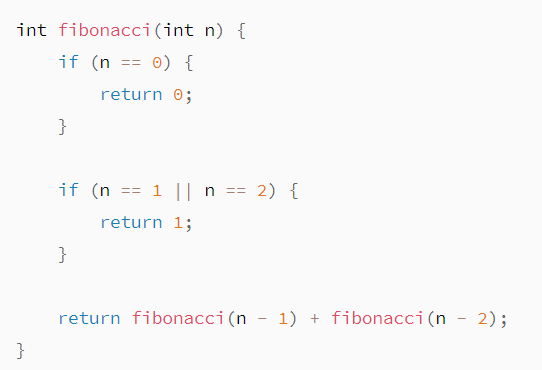 int fibonacci(int n) {
    if (n == 0) {
        return 0;
    }

    if (n == 1 || n == 2) {
        return 1;
    }

    return fibonacci(n - 1) + fibonacci(n - 2);
}